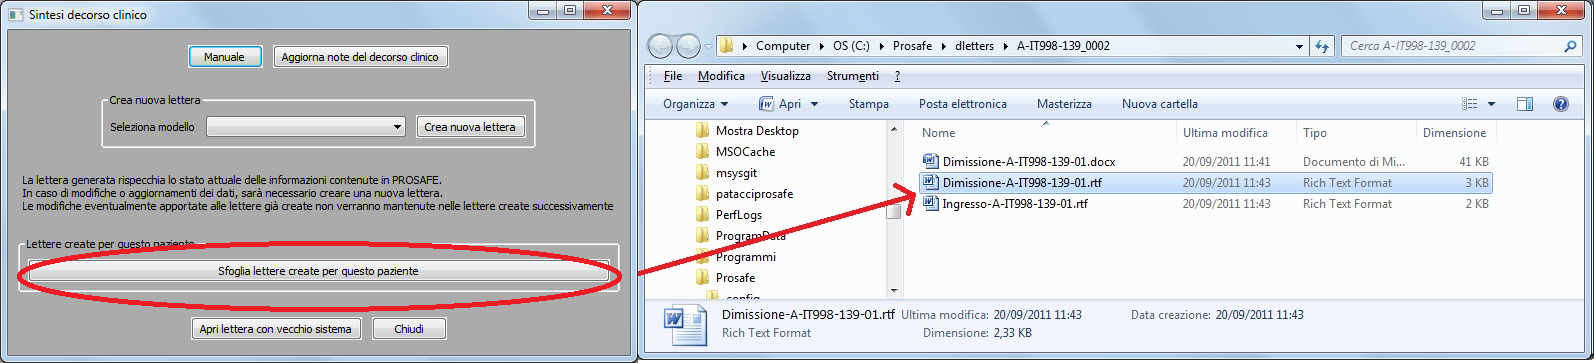 Sintesi decorso clinico
Manuale
Aggiorna note del decorso clinico
Crea nuova lettera
Seleziona modello
Crea nuova lettera
La lettera generata rispecchia lo stato attuale delle informazioni contenute in PROSAFE.
In caso di modifiche o aggiornamenti dei dati, sarà necessario creare una nuova lettera.
Le modifiche eventualmente apportate alle lettere già create non verranno mantenute nelle lettere create successivamente
Lettere create per questo paziente
Sfoglia lettere create per questo paziente
Apri lettera con vecchio sistema
Chiudi
Computer OS (C:) Prosafe dletters A-IT998-139_0002
Cerca A-IT998-139_0002
File Modifica Visualizza Strumenti ?
Organizza Apri Stampa Posta elettronica Masterizza Nuova cartella
Mostra Desktop
MSOCache
msysgit
patacciprosafe
PerfLogs
ProgramData
Programmi
Prosafe
config
Nome Ultima modifica Tipo Dimensione
Dimissione-A-IT998-139-01.docx 20/09/2011 11:41 Documento di Mi... 41 KB
Dimissione-A-IT998-139-01.rtf 20/09/2011 11:43 Rich Text Format 3 KB
Ingresso-A-IT998-139-01.rtf 20/09/2011 11:43 Rich Text Format 2 KB
Dimissione-A-IT998-139-01.rtf Ultima modifica: 20/09/2011 11:43 Data creazione: 20/09/2011 11:43
Rich Text Format Dimensione: 2,33 KB